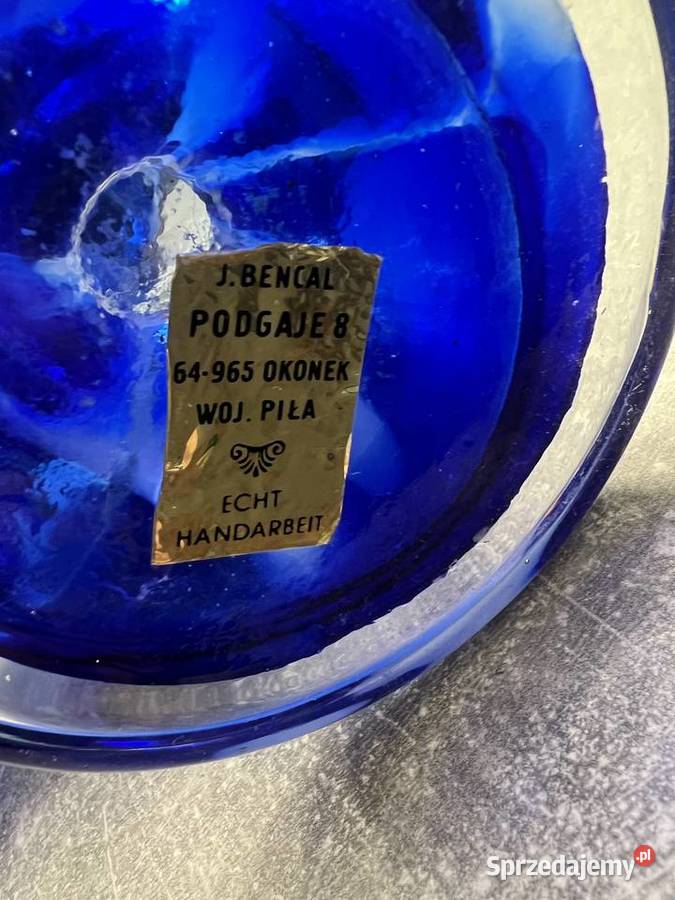 J. BENCAL
PODGAJE 8
64-965 OKONEK
WOJ. PIŁA
ECHT
HANDARBEIT
Sprzedajemy.pl